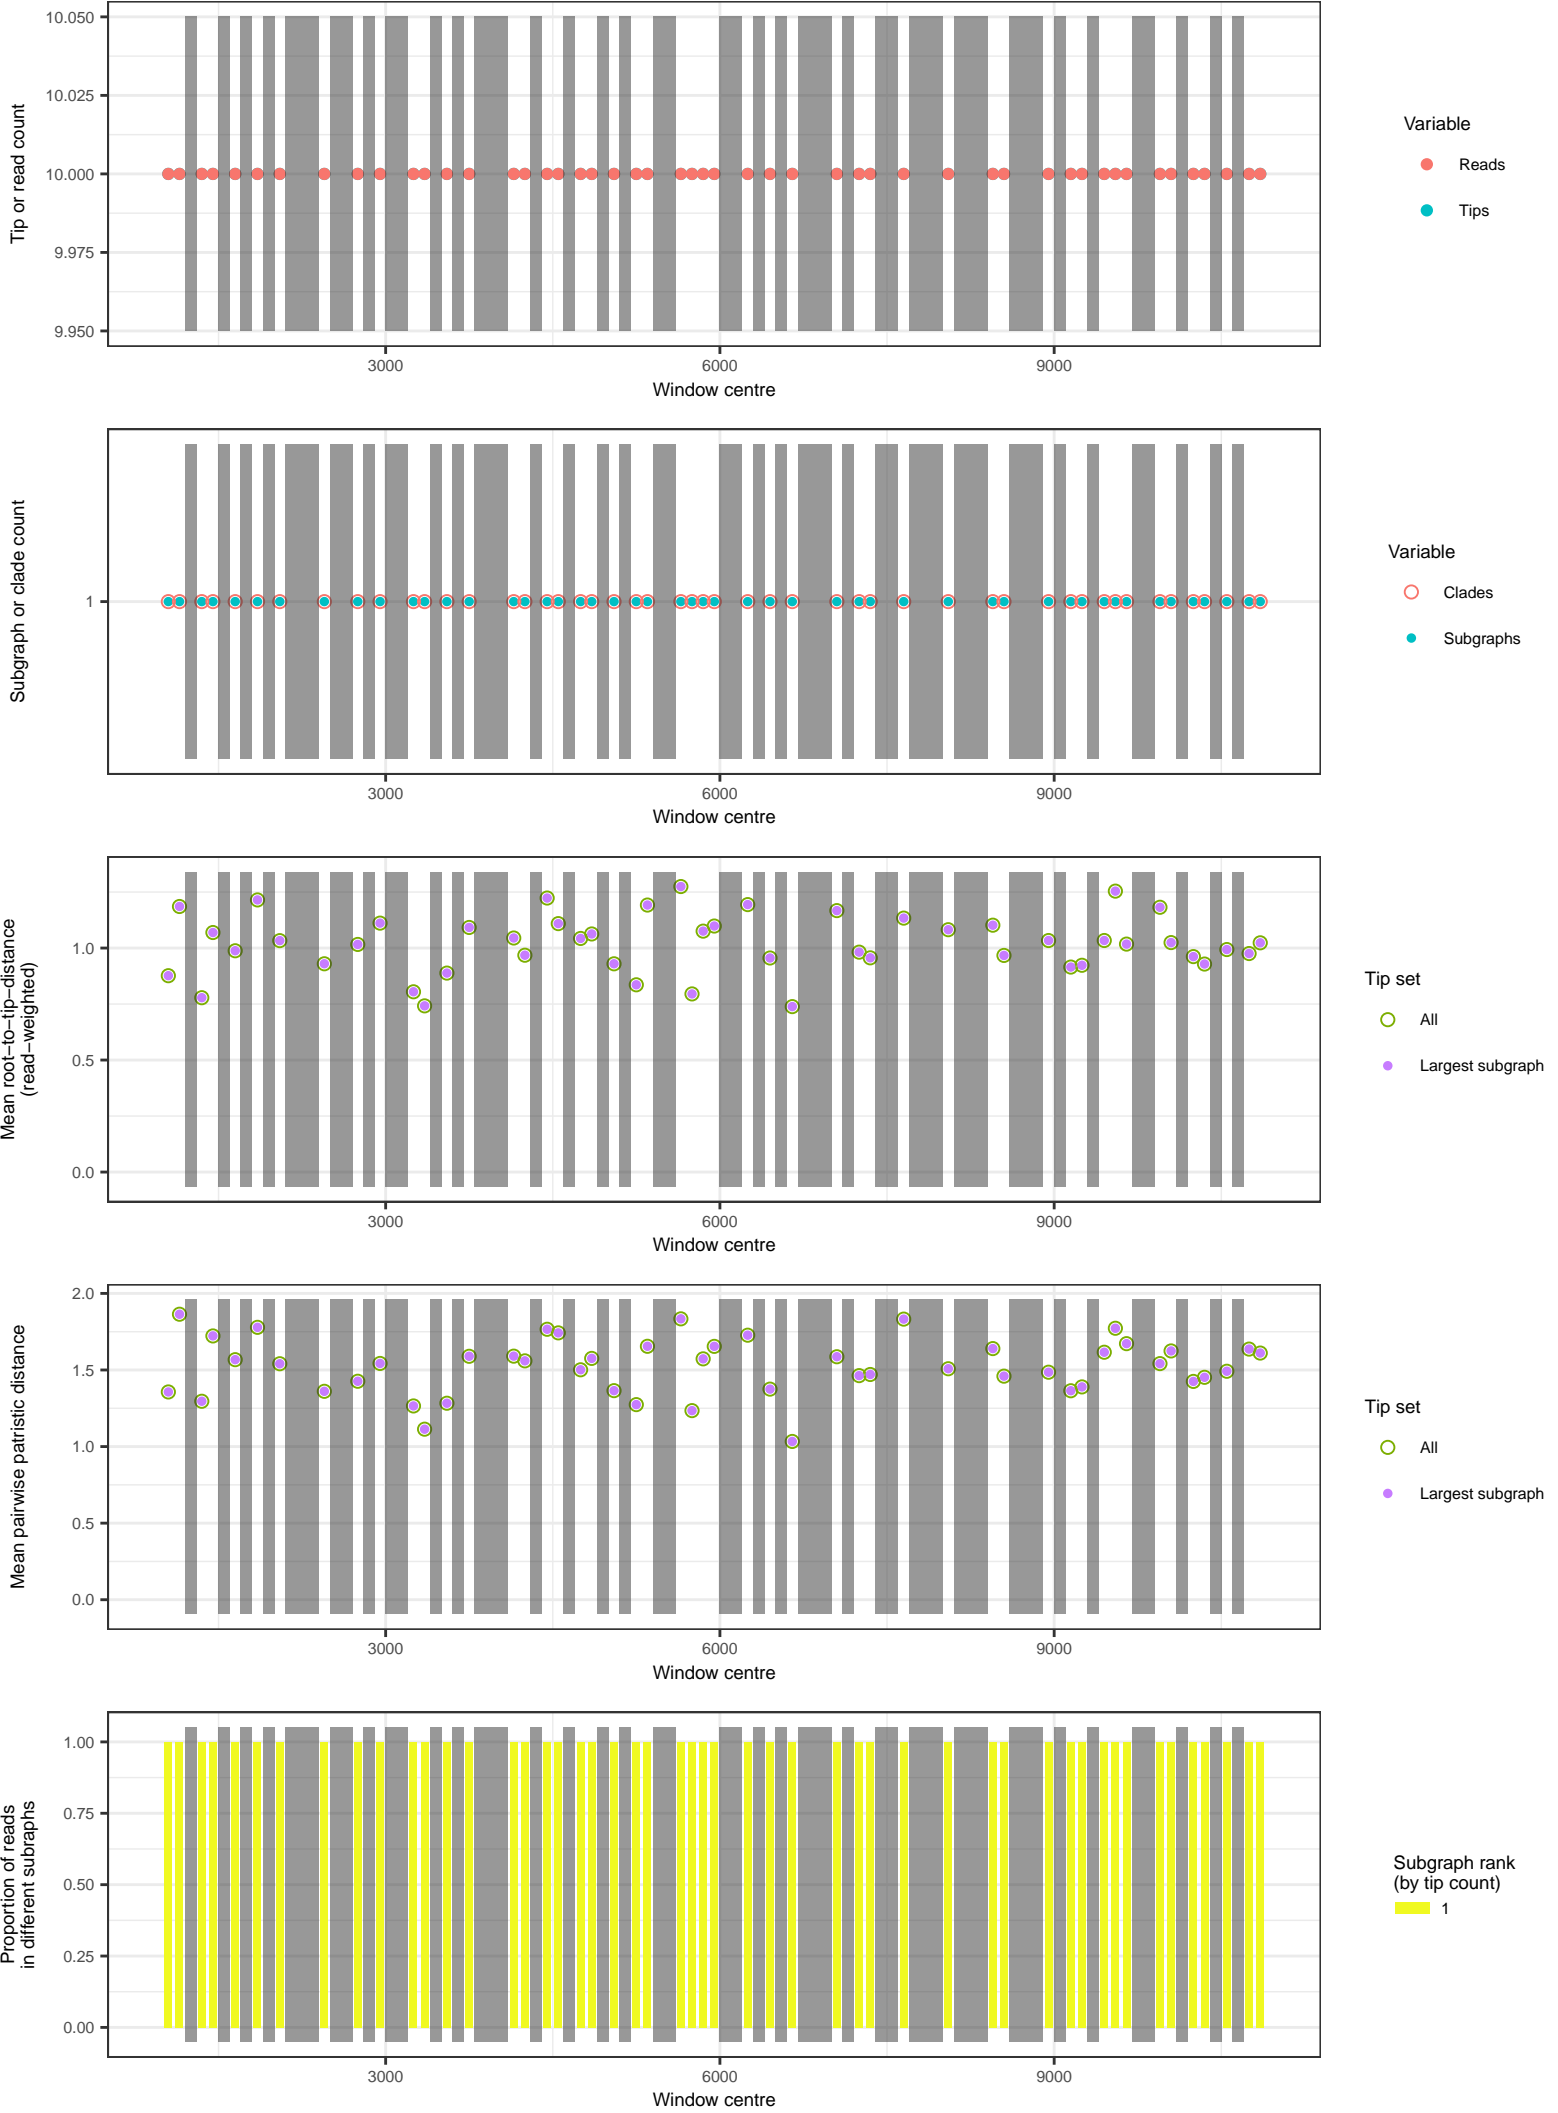 10.050
10.025
10.000
9.975
9.950
Tip or read count
3000
6000
9000
Window centre
Variable
Reads
Tips
1
Subgraph or clade count
3000
6000
9000
Window centre
Variable
Clades
Subgraphs
1.0
0.5
0.0
Mean root−to−tip−distance
(read−weighted)
3000
6000
9000
Window centre
Tip set
All
Largest subgraph
2.0
1.5
1.0
0.5
0.0
Mean pairwise patristic distance
3000
6000
9000
Window centre
Tip set
All
Largest subgraph
1.00
0.75
0.50
0.25
0.00
Proportion of reads
in different subraphs
3000
6000
9000
Window centre
Subgraph rank
(by tip count)
1